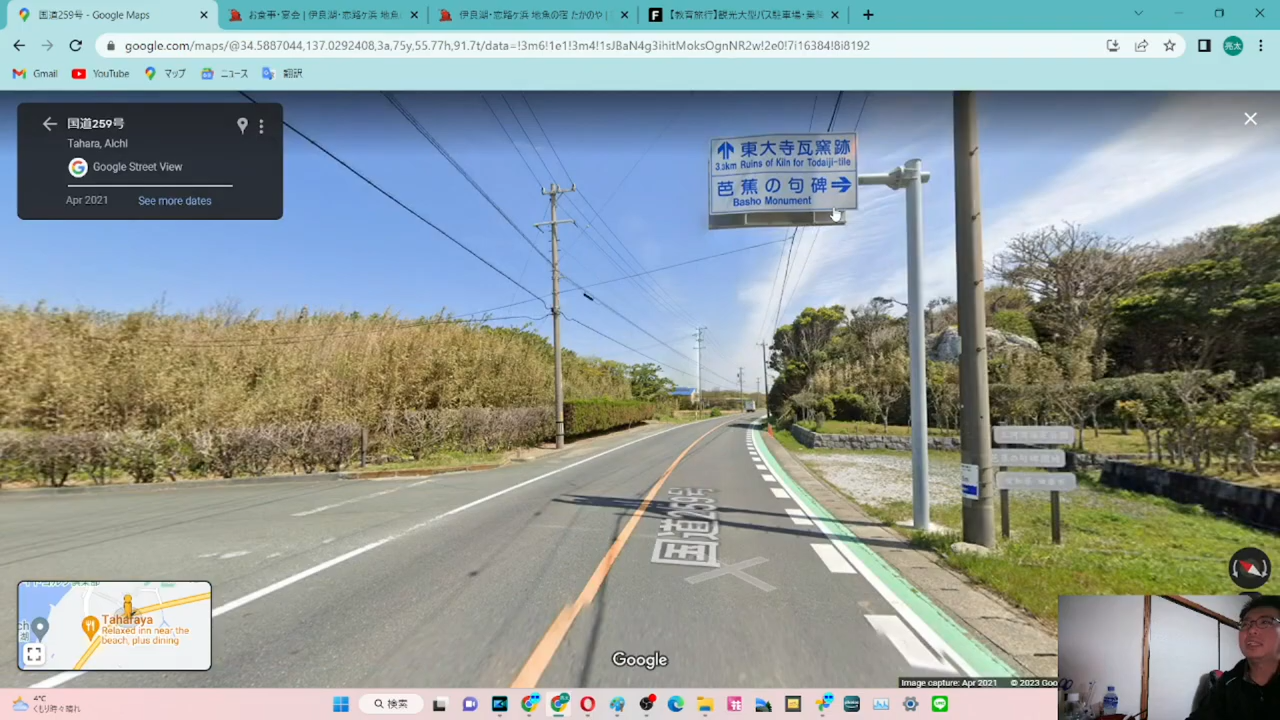 国道259号 - Google Maps
お食事・宴会 | 伊良湖・恋路ヶ浜 地魚
伊良湖・恋路ヶ浜 地魚の宿 たかのや |
【教育旅行】観光大型バス駐車場・乗
google.com/maps/@34.5887044,137.0292408,3a,75y,55.77h,91.7t/data=!3m6!1e1!3m4!1sJBaN4g3ihitMoksOgnNR2w!2e0!7i16384!8i8192
亮太
Gmail
YouTube
マップ
ニュース
翻訳
国道259号
Tahara, Aichi
Google Street View
Apr 2021
See more dates
東大寺瓦窯跡
Ruins of Kiln for Todaiji-tile
芭蕉の句碑
Basho Monument
国道259号
Taharaya
Relaxed inn near the
beach, plus dining
Google
Image capture: Apr 2021
© 2023 Goo
4°C
くもり時々晴れ
検索